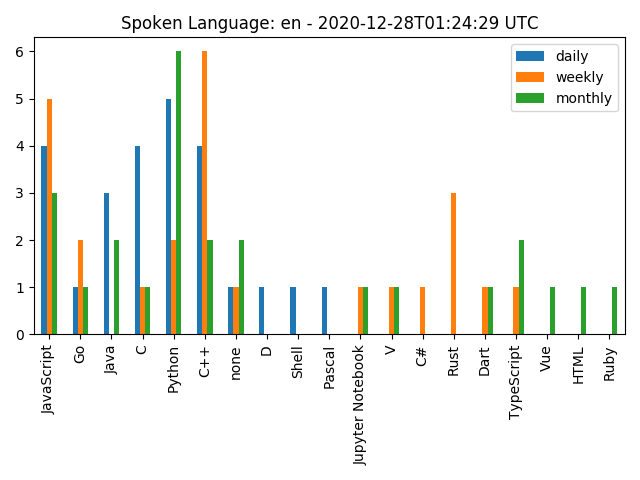 Spoken Language: en - 2020-12-28T01:24:29 UTC
daily
weekly
monthly
6
5
4
3
2
1
0
JavaScript
Go
Java
C
Python
C++
none
D
Shell
Pascal
Jupyter Notebook
V
C#
Rust
Dart
TypeScript
Vue
HTML
Ruby